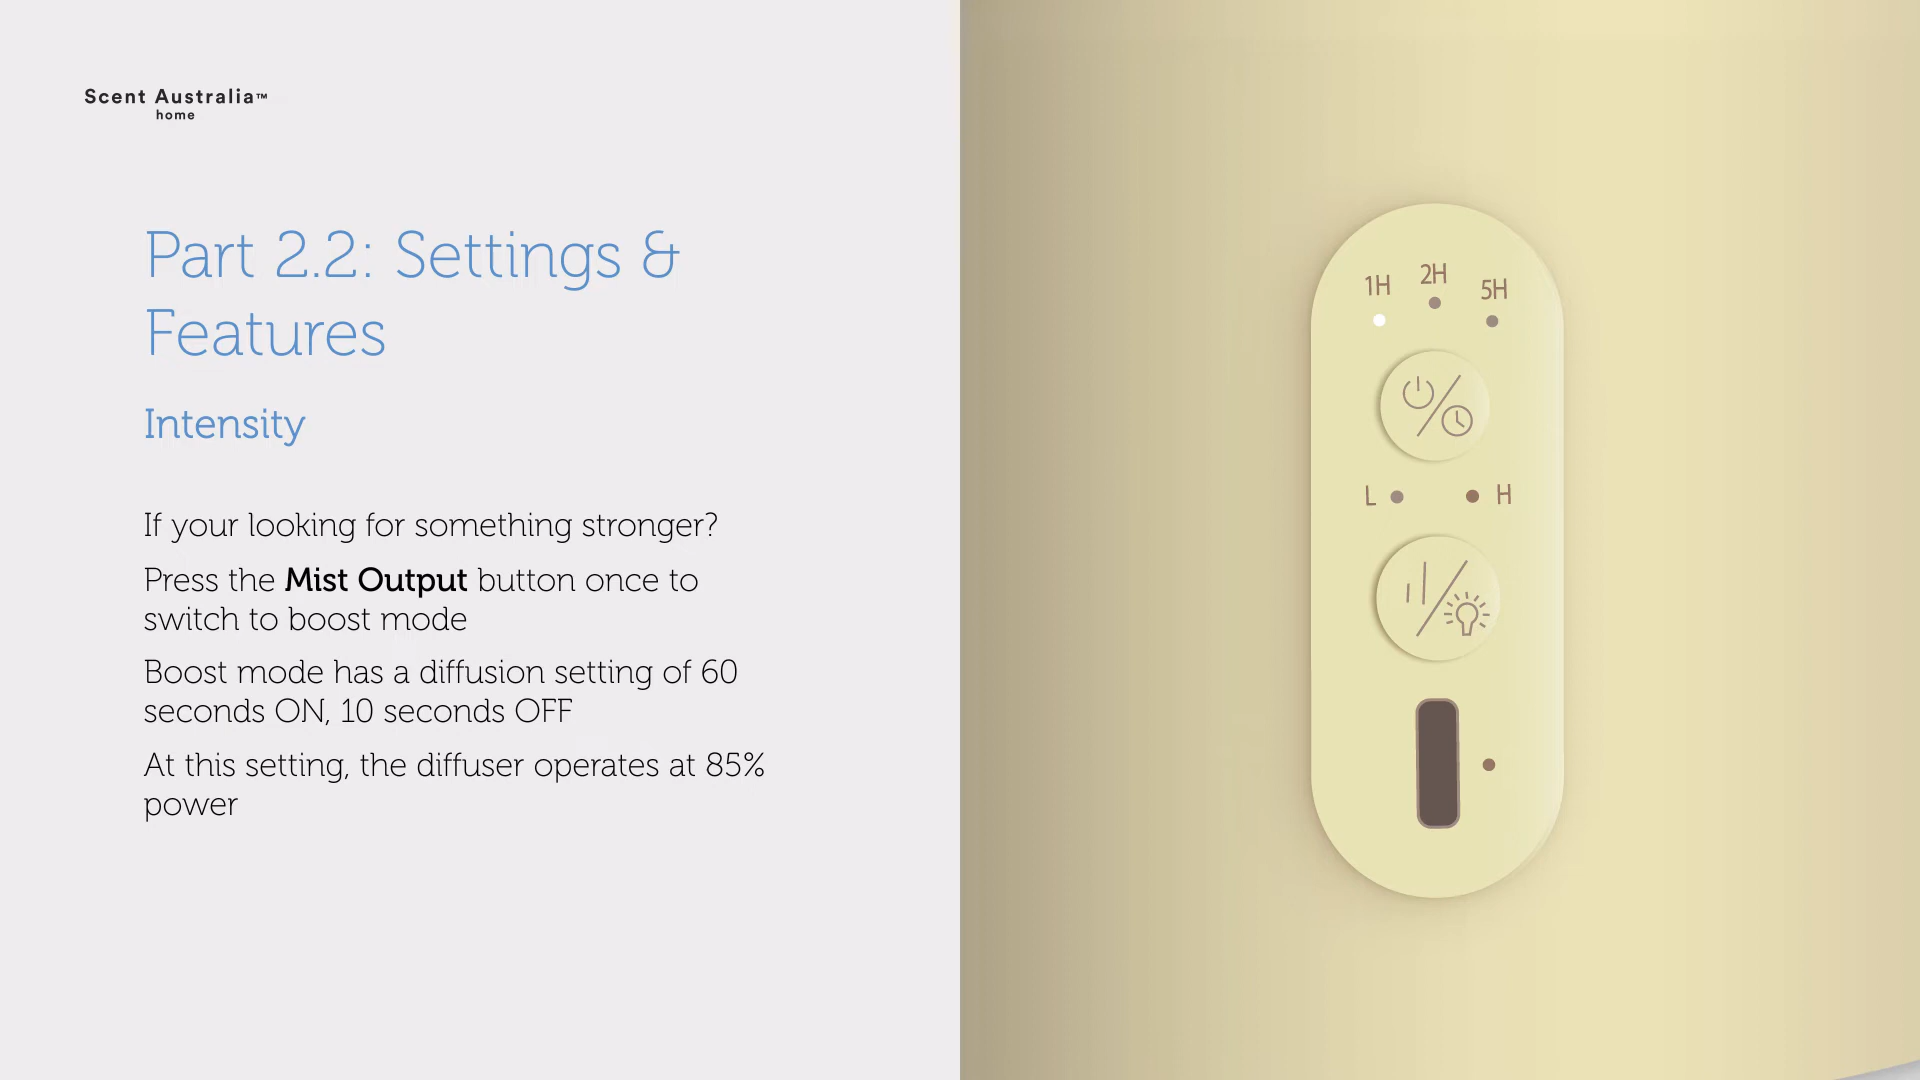 Scent Australia™
home
Part 2.2: Settings &
Features
Intensity
If your looking for something stronger?
Press the Mist Output button once to
switch to boost mode
Boost mode has a diffusion setting of 60
seconds ON, 10 seconds OFF
At this setting, the diffuser operates at 85%
power
1H 2H 5H
L H